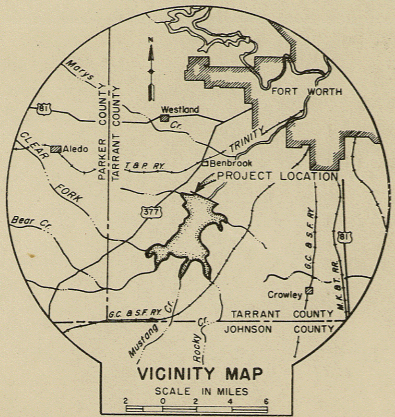 Marys
Cr.
FORT WORTH
81
PARKER COUNTY
TARRANT COUNTY
Westland
TRINITY
CLEAR
FORK
Aledo
T & P. RY.
Benbrook
PROJECT LOCATION
Bear Cr.
377
G.C. & S.F. RY
M.K. & T. RR.
81
Crowley
G.C. & S.F. RY
TARRANT COUNTY
JOHNSON COUNTY
Mustang Cr.
Rocky Cr.
VICINITY MAP
SCALE IN MILES
2 0 2 4 6